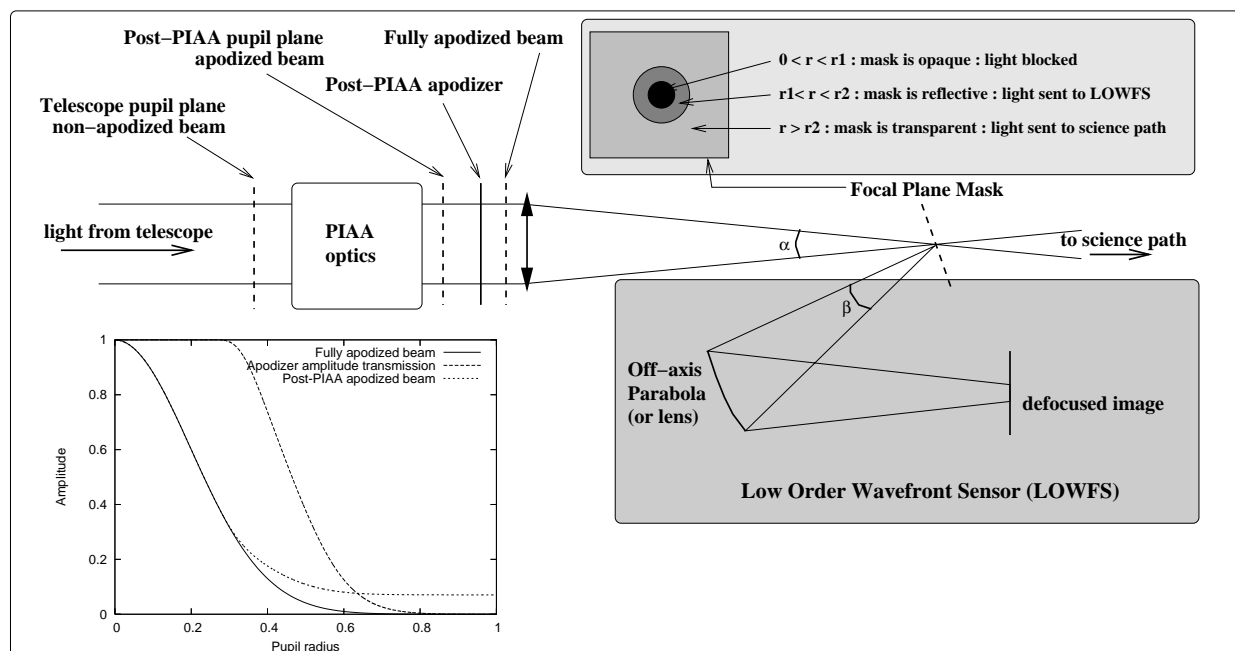 Post−PIAA pupil plane
apodized beam
Fully apodized beam
Post−PIAA apodizer
Telescope pupil plane
non−apodized beam
0 < r < r1 : mask is opaque : light blocked
r1< r < r2 : mask is reflective : light sent to LOWFS
r > r2 : mask is transparent : light sent to science path
Focal Plane Mask
light from telescope
PIAA
optics
α
to science path
β
Off−axis
Parabola
(or lens)
defocused image
Low Order Wavefront Sensor (LOWFS)
Fully apodized beam
Apodizer amplitude transmission
Post-PIAA apodized beam
1
0.8
0.6
0.4
0.2
0
Amplitude
0
0.2
0.4
0.6
0.8
1
Pupil radius